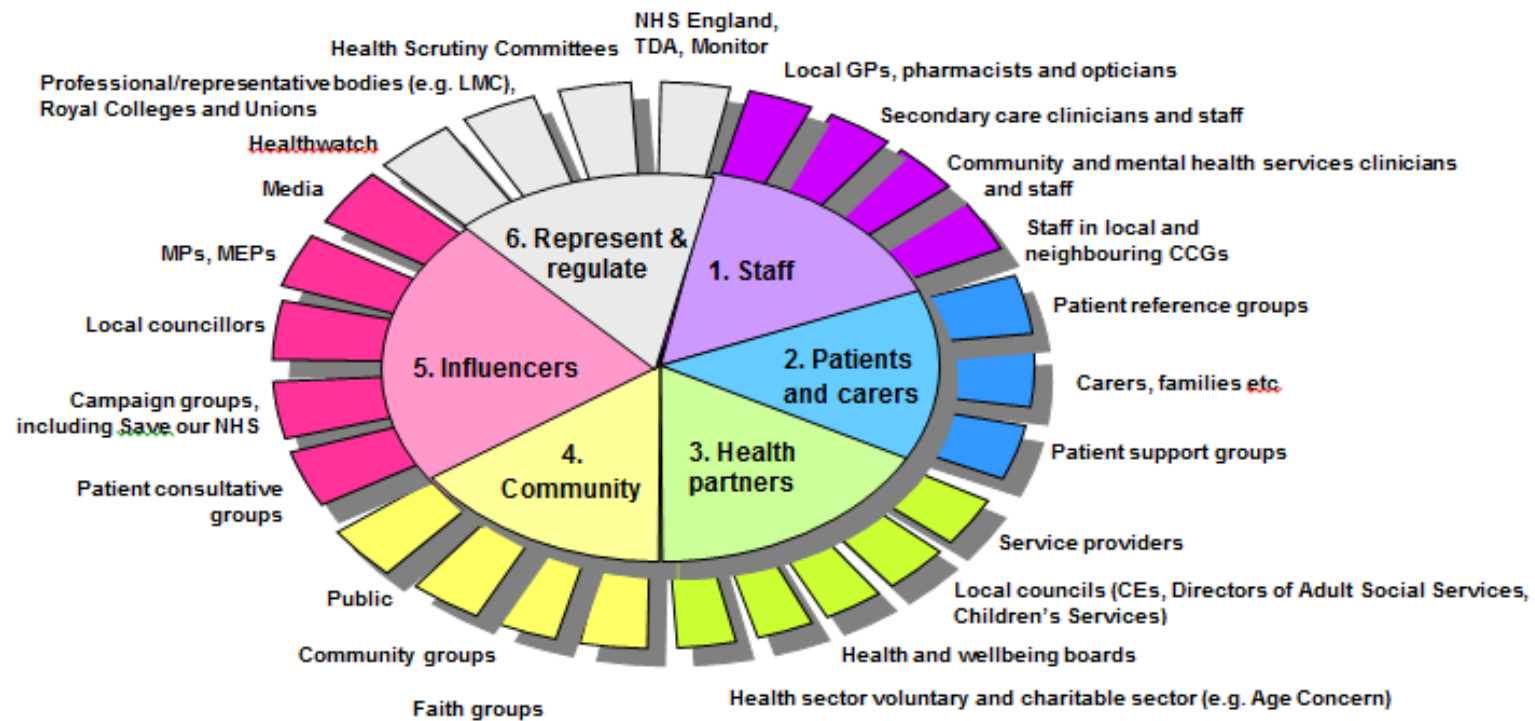 NHS England,
TDA, Monitor
Health Scrutiny Committees
Professional/representative bodies (e.g. LMC),
Royal Colleges and Unions
Healthwatch
Media
MPs, MEPs
Local councillors
Campaign groups,
including Save our NHS
Patient consultative
groups
Public
Community groups
Faith groups
Local GPs, pharmacists and opticians
Secondary care clinicians and staff
Community and mental health services clinicians
and staff
Staff in local and
neighbouring CCGs
Patient reference groups
Carers, families etc
Patient support groups
Service providers
Local councils (CEs, Directors of Adult Social Services,
Children's Services)
Health and wellbeing boards
Health sector voluntary and charitable sector (e.g. Age Concern)
6. Represent &
regulate
1. Staff
2. Patients
and carers
3. Health
partners
4.
Community
5. Influencers